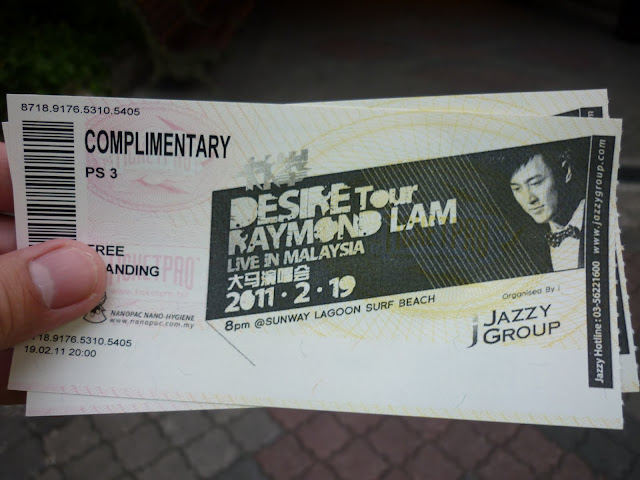 8718.9176.5310.5405
COMPLIMENTARY
PS 3
FREE
ANDING
NANOPAC NANO-HYGIENE
www.nanopac.com.my
718.9176.5310.5405
19.02.11 20:00
DESIRE Tour
RAYMOND LAM
LIVE IN MALAYSIA
大马演唱会
2011·2·19
8pm @SUNWAY LAGOON SURF BEACH
Organised By :
JAZZY
GROUP
Jazzy Hotline : 03-56221600 www.jazzygroup.com